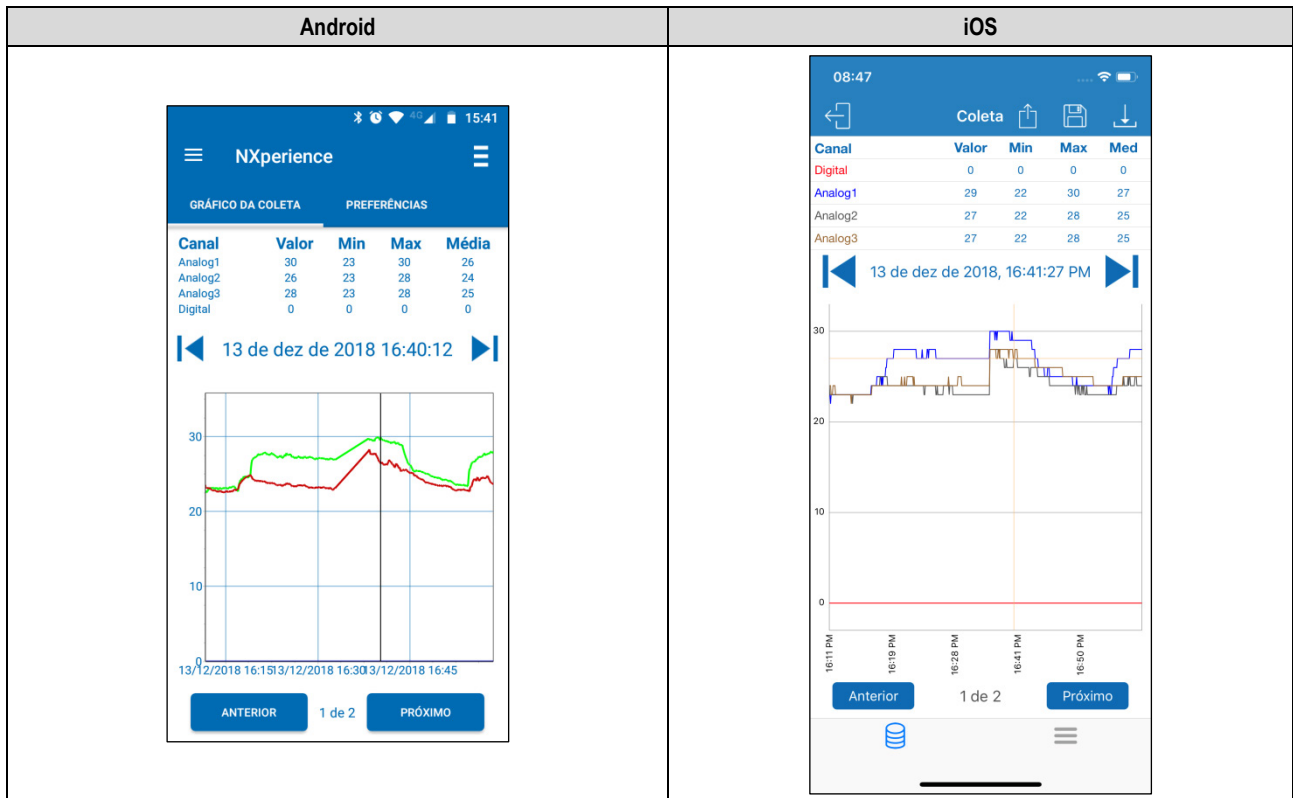 Android
iOS
4G 15:41
NXperience
GRÁFICO DA COLETA PREFERÊNCIAS
Canal Valor Min Max Média
Analog1 30 23 30 26
Analog2 26 23 28 24
Analog3 28 23 28 25
Digital 0 0 0 0
13 de dez de 2018 16:40:12
30
20
10
0
13/12/2018 16:15 13/12/2018 16:30 13/12/2018 16:45
ANTERIOR 1 de 2 PRÓXIMO
08:47
Coleta
Canal Valor Min Max Med
Digital 0 0 0 0
Analog1 29 22 30 27
Analog2 27 22 28 25
Analog3 27 22 28 25
13 de dez de 2018, 16:41:27 PM
30
20
10
0
16:11 PM 16:19 PM 16:28 PM 16:41 PM 16:50 PM
Anterior 1 de 2 Próximo